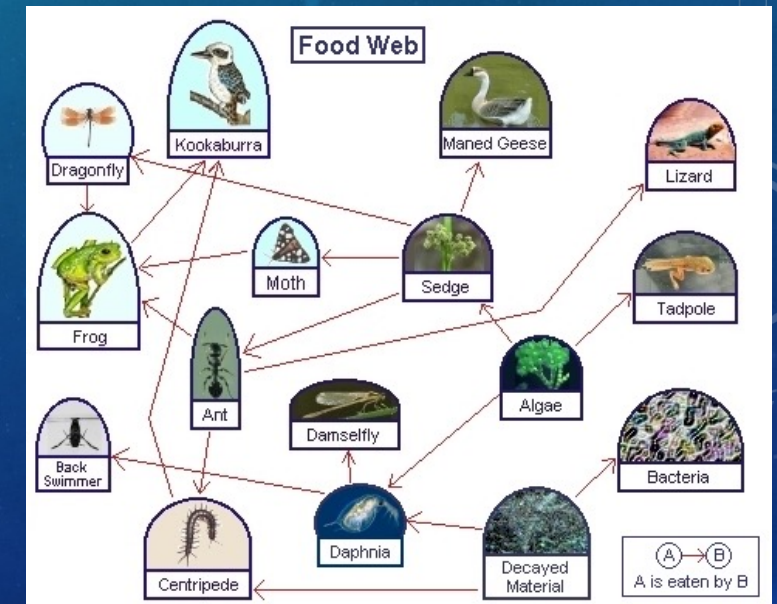 Food Web
Kookaburra
Maned Geese
Dragonfly
Lizard
Moth
Sedge
Tadpole
Frog
Ant
Algae
Damselfly
Back
Swimmer
Bacteria
Daphnia
Centripede
Decayed
Material
A B
A is eaten by B